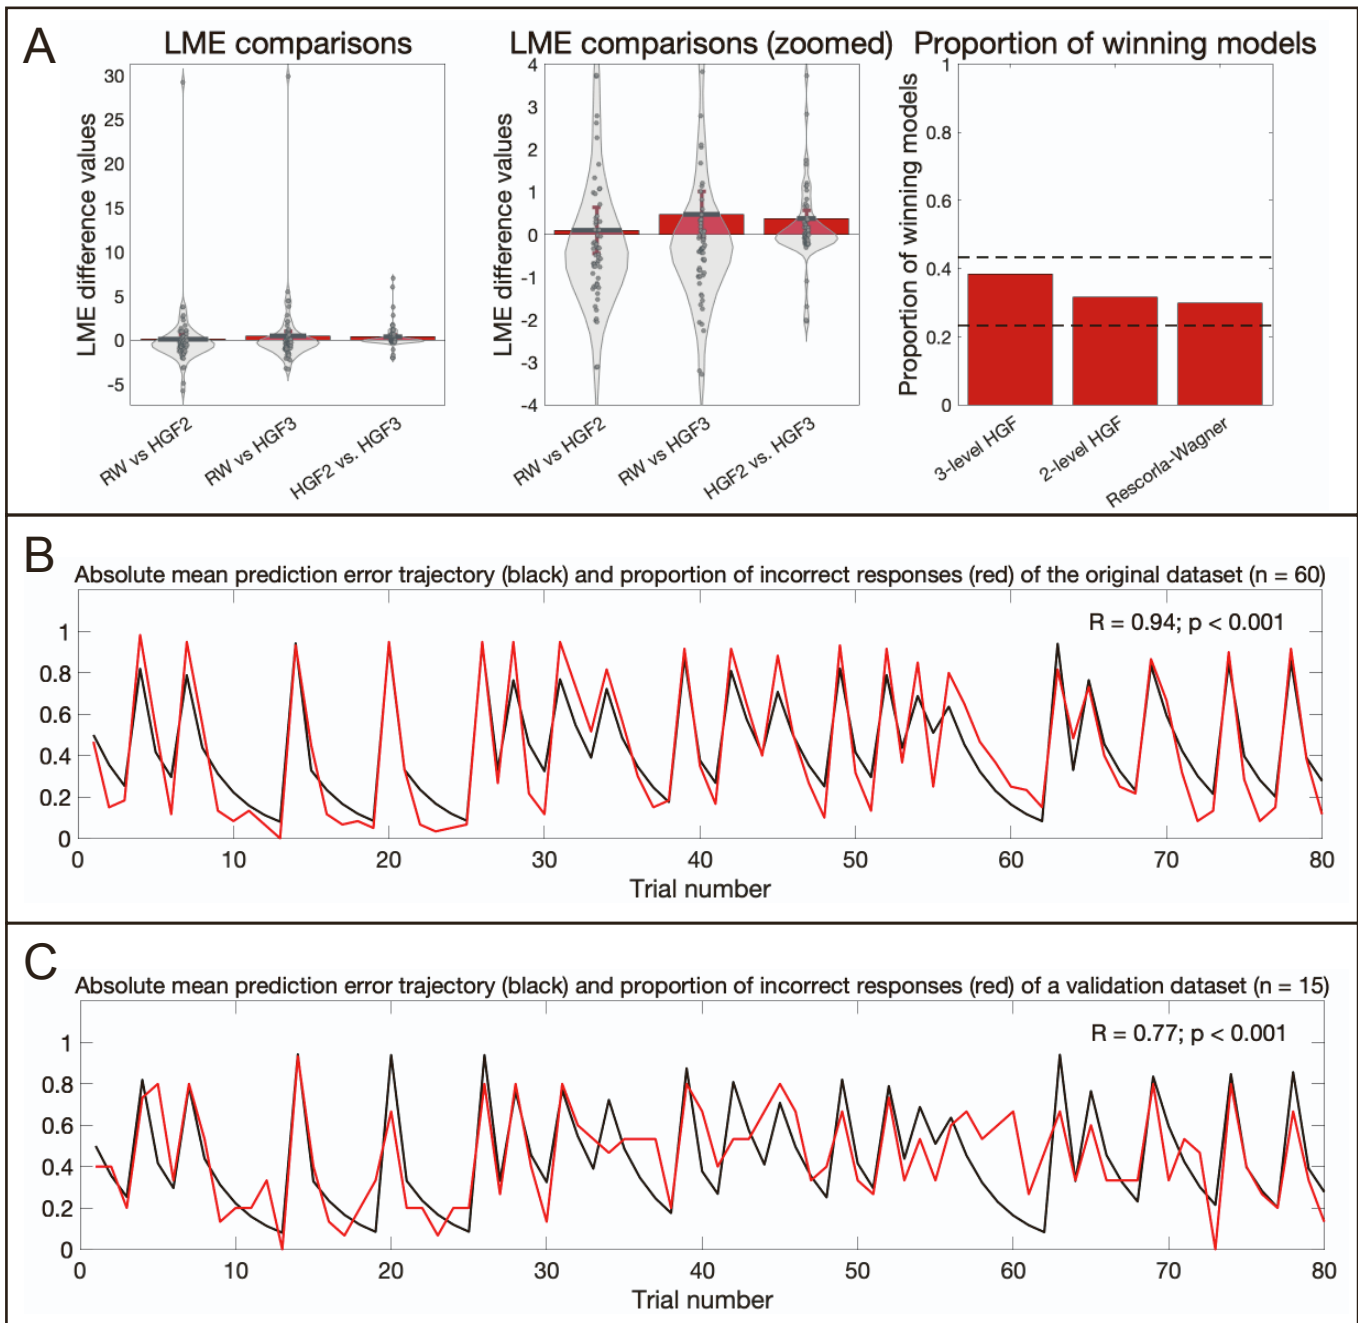 A
LME comparisons
LME difference values
30
25
20
15
10
5
0
-5
RW vs HGF2
RW vs HGF3
HGF2 vs. HGF3
LME comparisons (zoomed)
LME difference values
4
3
2
1
0
-1
-2
-3
-4
RW vs HGF2
RW vs HGF3
HGF2 vs. HGF3
Proportion of winning models
Proportion of winning models
1
0.8
0.6
0.4
0.2
0
3-level HGF
2-level HGF
Rescorla-Wagner
B
Absolute mean prediction error trajectory (black) and proportion of incorrect responses (red) of the original dataset (n = 60)
R = 0.94; p < 0.001
1
0.8
0.6
0.4
0.2
0
0 10 20 30 40 50 60 70 80
Trial number
C
Absolute mean prediction error trajectory (black) and proportion of incorrect responses (red) of a validation dataset (n = 15)
R = 0.77; p < 0.001
1
0.8
0.6
0.4
0.2
0
0 10 20 30 40 50 60 70 80
Trial number